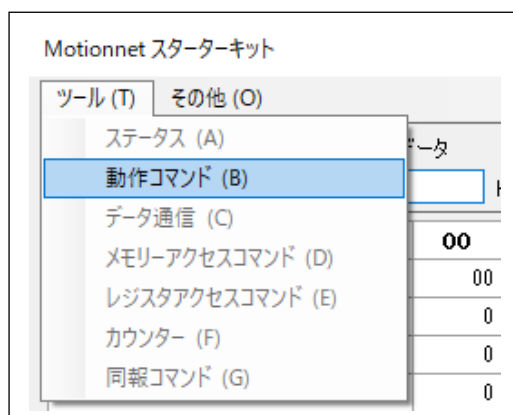 Motionnet スターターキット
ツール (T) その他 (O)
ステータス (A)
データ
動作コマンド (B)
データ通信 (C)
00
メモリーアクセスコマンド (D)
00
レジスタアクセスコマンド (E)
0
カウンター (F)
0
同報コマンド (G)
0